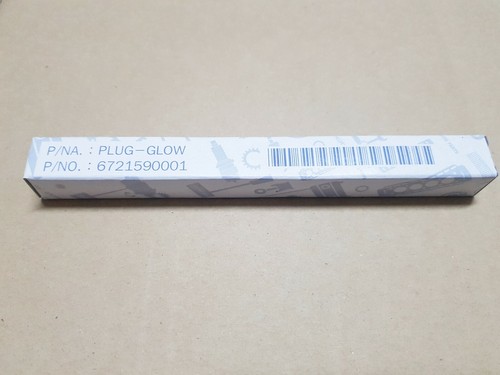 P/NA. : PLUG-GLOW
P/NO. : 6721590001